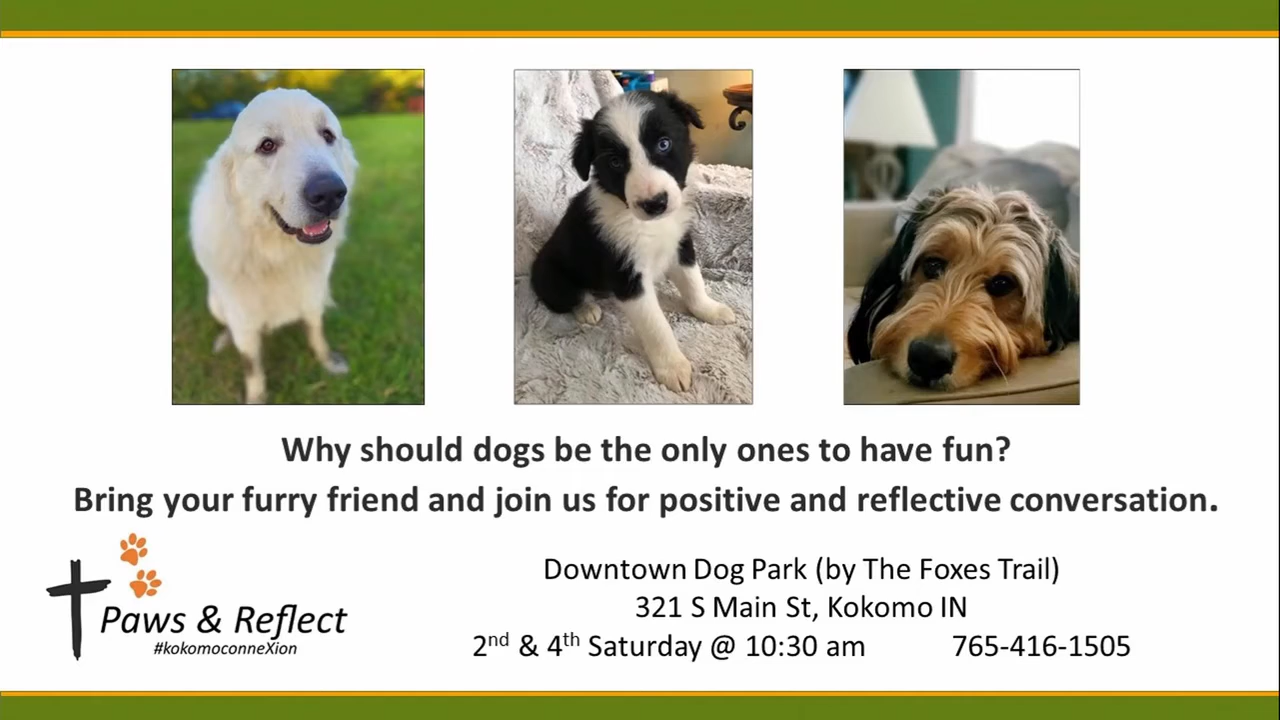 Why should dogs be the only ones to have fun?
Bring your furry friend and join us for positive and reflective conversation.
Paws & Reflect
#kokomoconneXion
Downtown Dog Park (by The Foxes Trail)
321 S Main St, Kokomo IN
2nd & 4th Saturday @ 10:30 am 765-416-1505